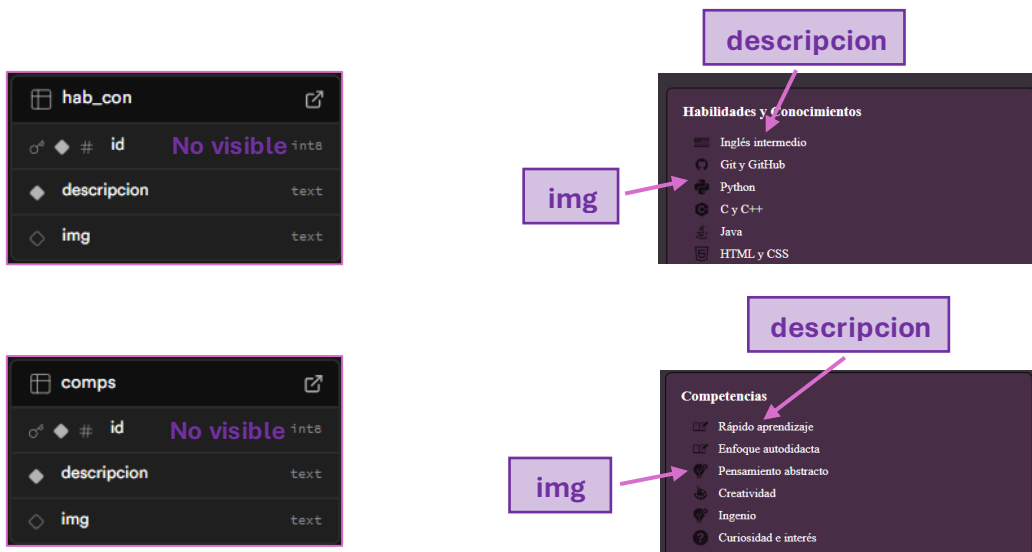 descripcion
hab_con
# id No visible int8
descripcion text
img text
img
Habilidades y Conocimientos
Inglés intermedio
Git y GitHub
Python
C y C++
Java
HTML y CSS
descripcion
comps
# id No visible int8
descripcion text
img text
img
Competencias
Rápido aprendizaje
Enfoque autodidacta
Pensamiento abstracto
Creatividad
Ingenio
Curiosidad e interés